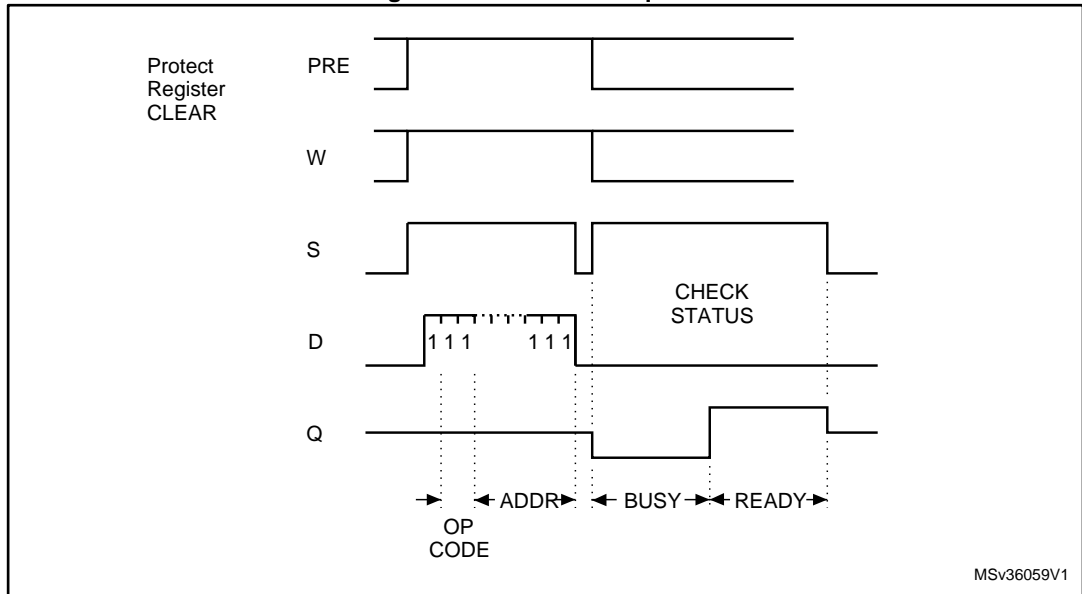 Protect
Register
CLEAR
PRE
W
S
CHECK
STATUS
D
1 1 1 1 1 1
Q
ADDR BUSY READY
OP
CODE
MSv36059V1